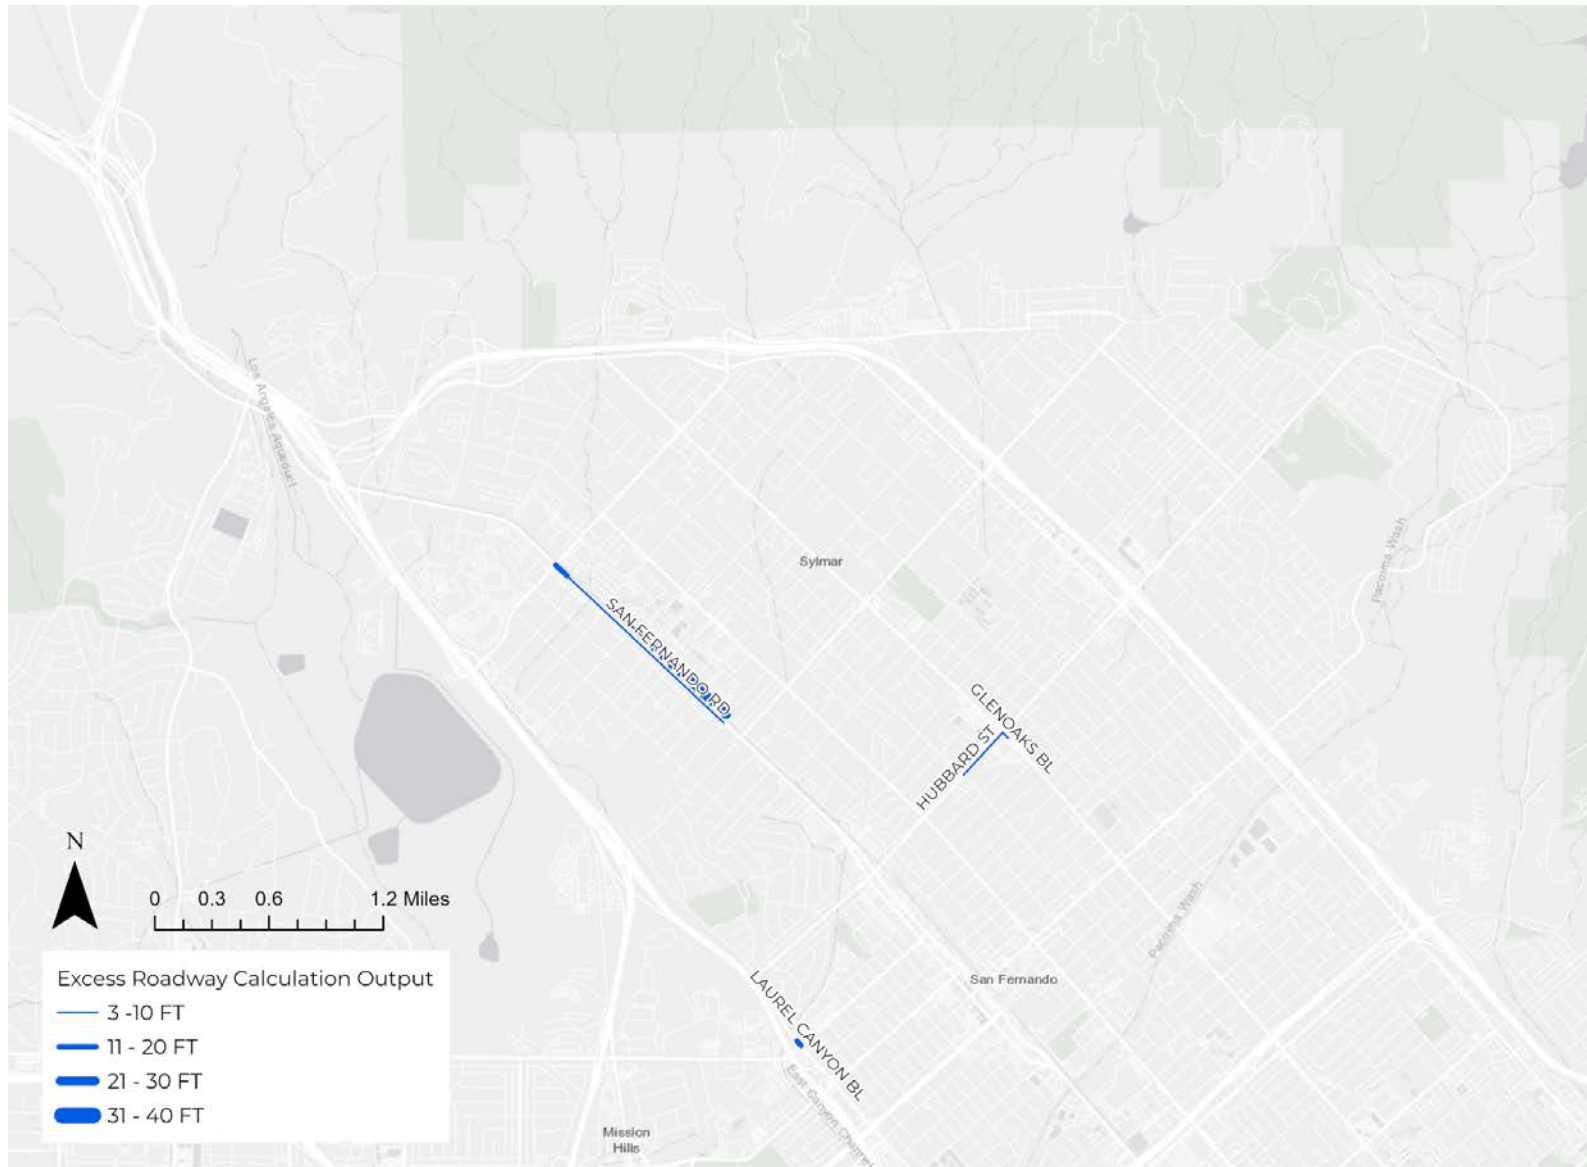 Los Angeles Aqueduct
Sylmar
Pacoima Wash
SAN FERNANDO RD
GLENOAKS BL
HUBBARD ST
N
0 0.3 0.6 1.2 Miles
Pacoima Wash
San Fernando
LAUREL CANYON BL
East Canyon Channel
Mission
Hills
Excess Roadway Calculation Output
3 -10 FT
11 - 20 FT
21 - 30 FT
31 - 40 FT